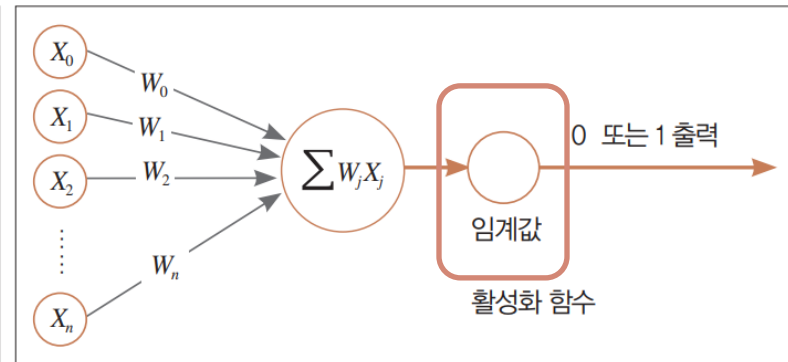 X₀
W₀
X₁
W₁
X₂
W₂
Wₙ
Xₙ
∑ WⱼXⱼ
임계값
활성화 함수
0 또는 1 출력